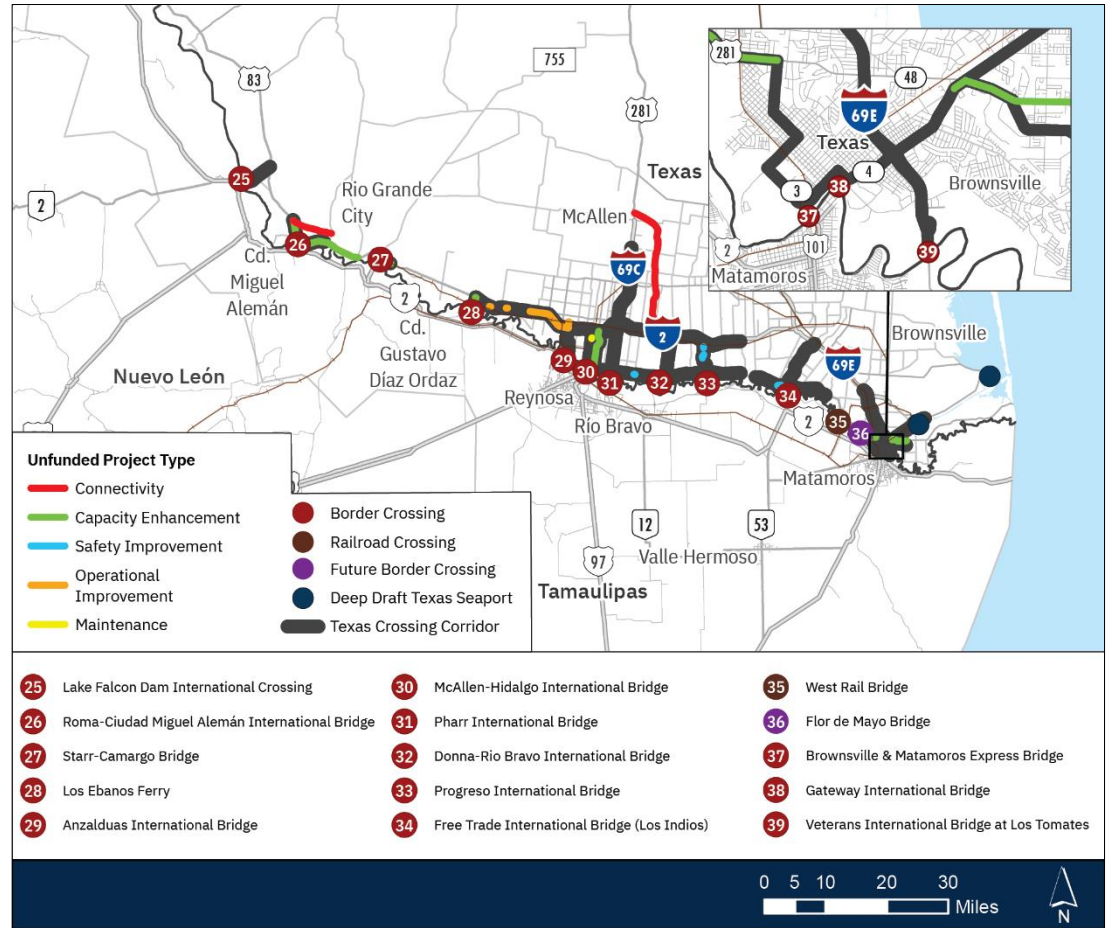 83
755
281
2
Texas
Rio Grande
City
McAllen
25
26
27
Cd.
Miguel
Alemán
69C
2
28
Cd.
Gustavo
Díaz Ordaz
2
Nuevo León
29
30
31
32
33
34
Reynosa
Río Bravo
69E
2
35
36
Brownsville
Matamoros
12
53
97
Valle Hermoso
Tamaulipas
281
48
69E
Texas
4
3
38
37
Brownsville
2
101
39
Matamoros
Unfunded Project Type
Connectivity
Capacity Enhancement
Safety Improvement
Operational
Improvement
Maintenance
Border Crossing
Railroad Crossing
Future Border Crossing
Deep Draft Texas Seaport
Texas Crossing Corridor
25 Lake Falcon Dam International Crossing
26 Roma-Ciudad Miguel Alemán International Bridge
27 Starr-Camargo Bridge
28 Los Ebanos Ferry
29 Anzalduas International Bridge
30 McAllen-Hidalgo International Bridge
31 Pharr International Bridge
32 Donna-Rio Bravo International Bridge
33 Progreso International Bridge
34 Free Trade International Bridge (Los Indios)
35 West Rail Bridge
36 Flor de Mayo Bridge
37 Brownsville & Matamoros Express Bridge
38 Gateway International Bridge
39 Veterans International Bridge at Los Tomates
0 5 10 20 30
Miles
N